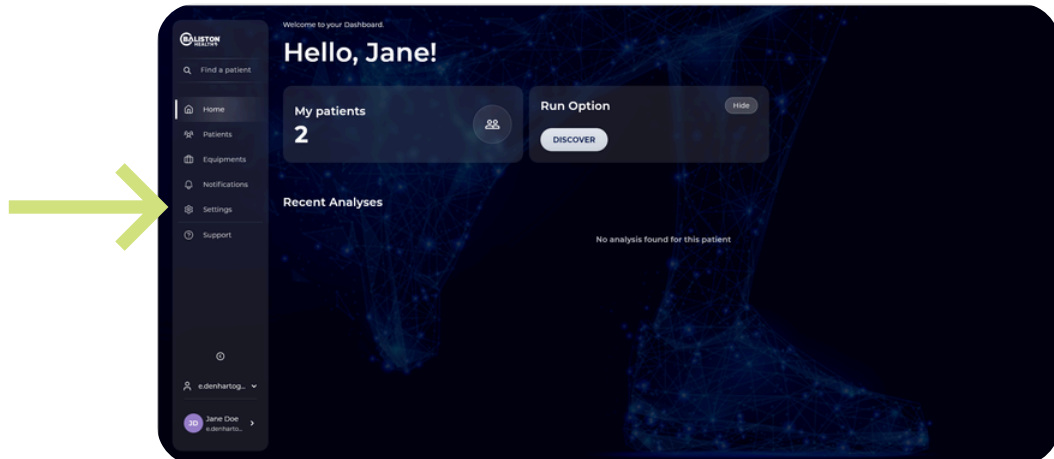 BALISTON
HEALTH
Find a patient
Home
Patients
Equipments
Notifications
Settings
Support
e.denhartog...
JD
Jane Doe
e.denharto...
Welcome to your Dashboard.
Hello, Jane!
My patients
2
Run Option
Hide
DISCOVER
Recent Analyses
No analysis found for this patient